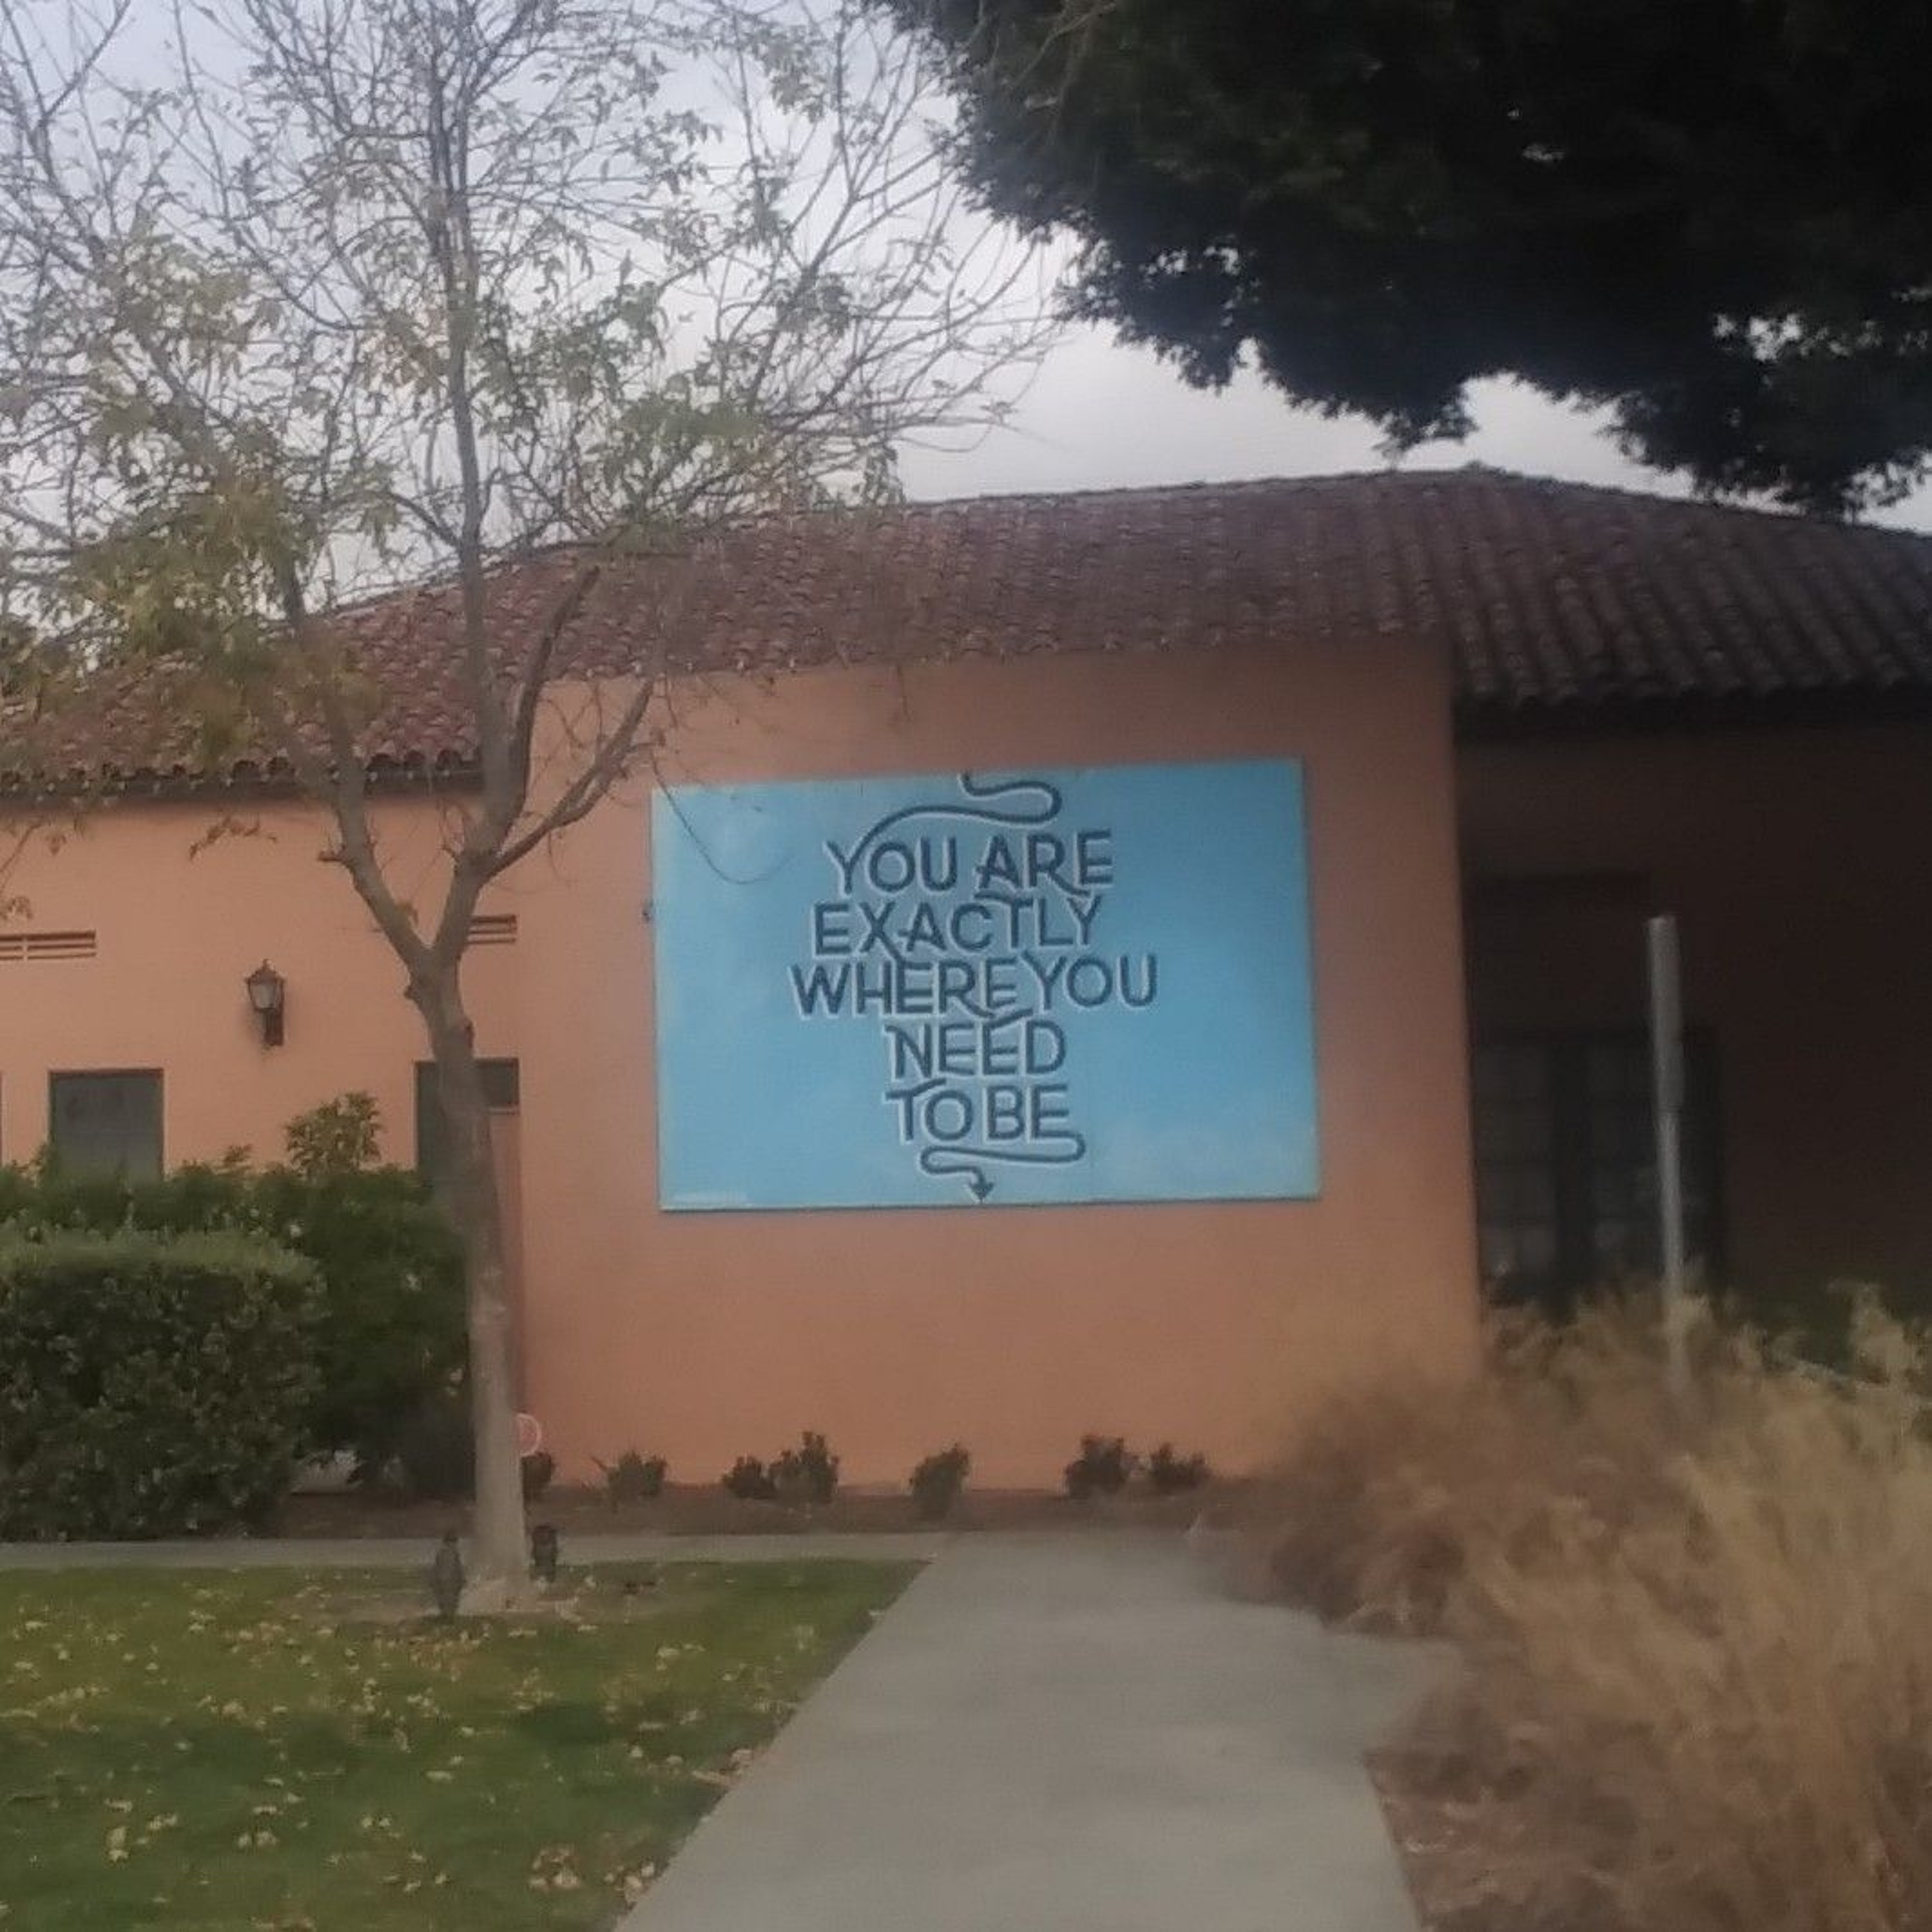 YOU ARE
EXACTLY
WHERE YOU
NEED
TO BE